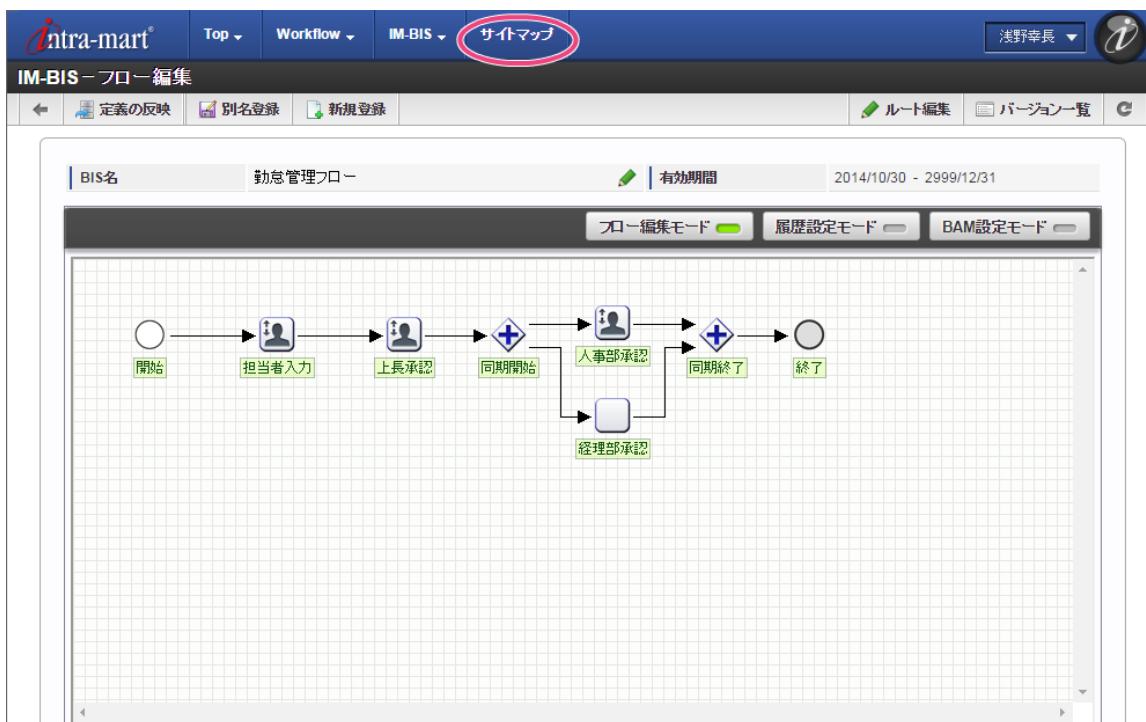 intra-mart® Top Workflow IM-BIS サイトマップ 浅野幸長
IM-BIS－フロー編集
定義の反映 別名登録 新規登録 ルート編集 バージョン一覧
BIS名 勤怠管理フロー 有効期間 2014/10/30 - 2999/12/31
フロー編集モード 履歴設定モード BAM設定モード
開始 担当者入力 上長承認 同期開始 人事部承認 同期終了 終了
経理部承認